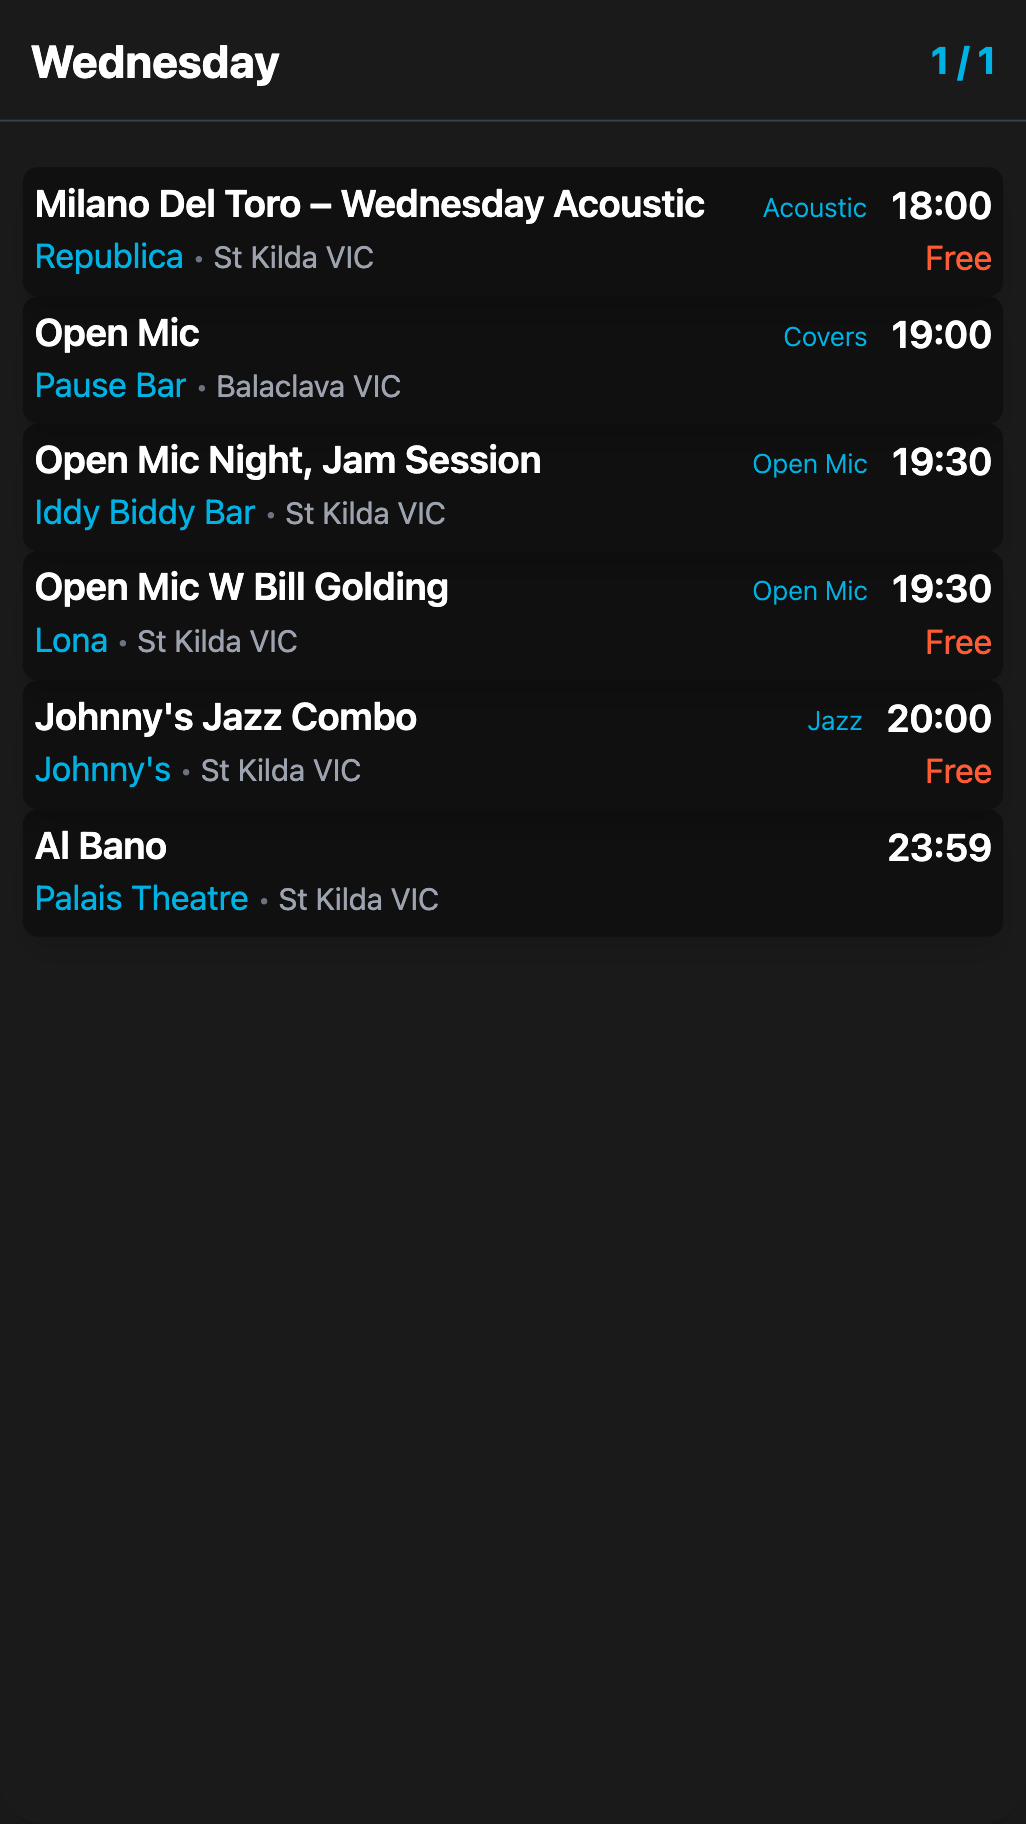 Wednesday 1 / 1
Milano Del Toro – Wednesday Acoustic Acoustic 18:00
Republica • St Kilda VIC Free
Open Mic Covers 19:00
Pause Bar • Balaclava VIC
Open Mic Night, Jam Session Open Mic 19:30
Iddy Biddy Bar • St Kilda VIC
Open Mic W Bill Golding Open Mic 19:30
Lona • St Kilda VIC Free
Johnny's Jazz Combo Jazz 20:00
Johnny's • St Kilda VIC Free
Al Bano 23:59
Palais Theatre • St Kilda VIC